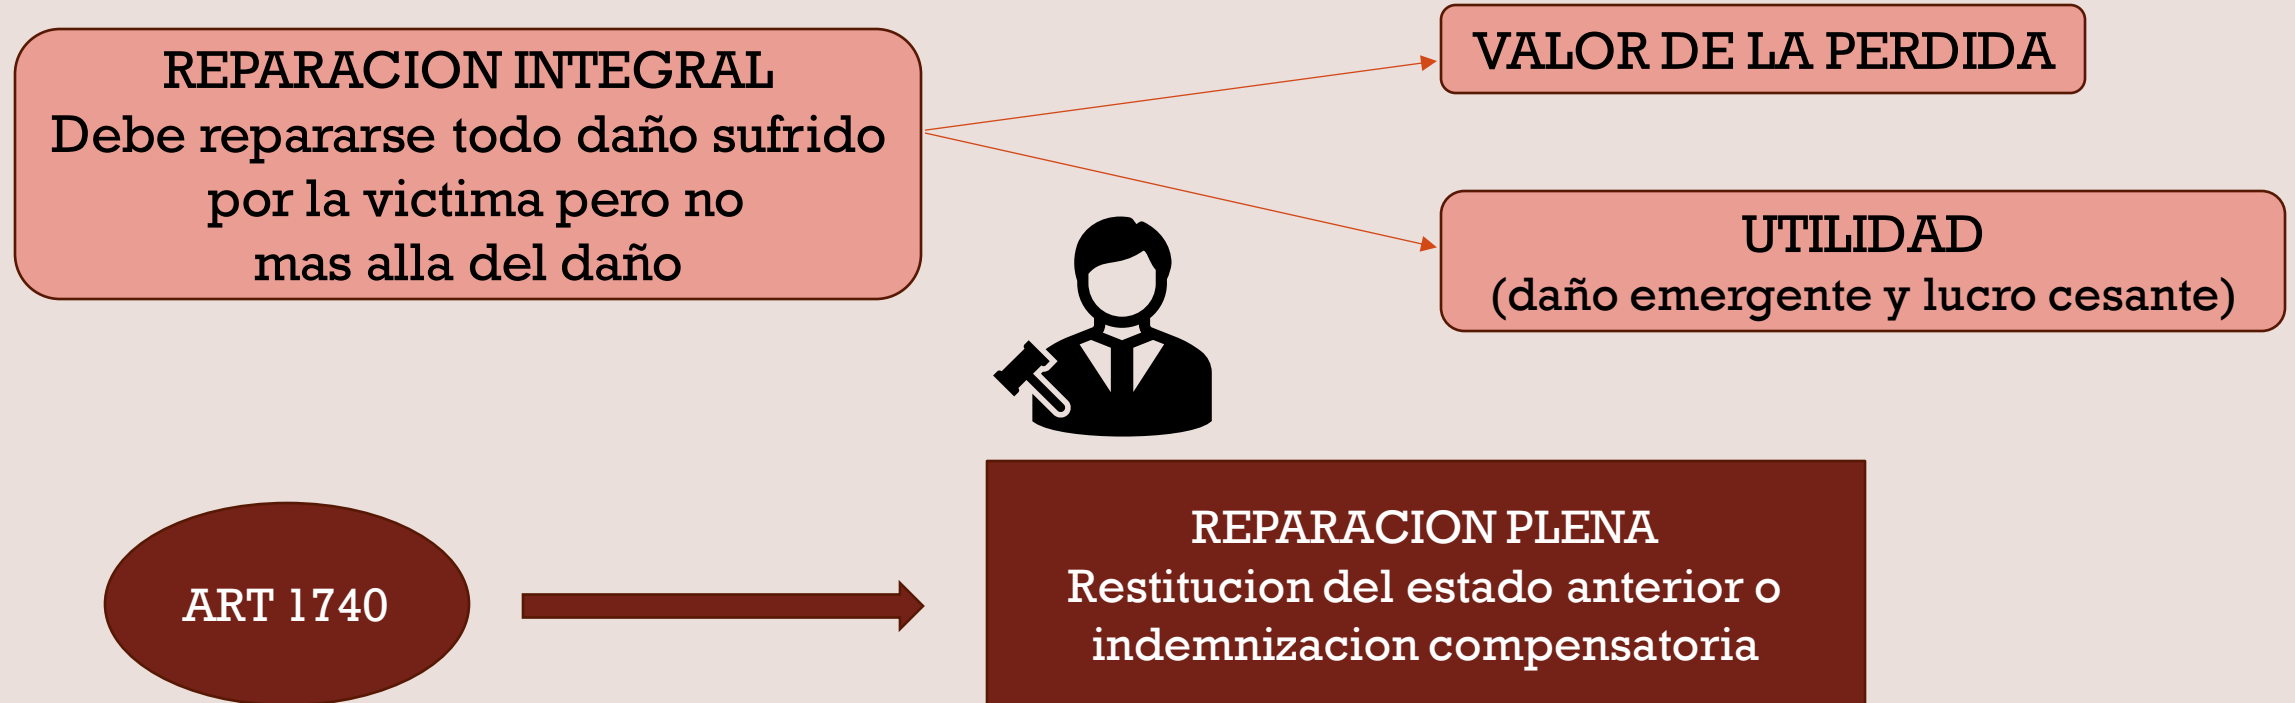 REPARACION INTEGRAL
Debe repararse todo daño sufrido
por la victima pero no
mas alla del daño
VALOR DE LA PERDIDA
UTILIDAD
(daño emergente y lucro cesante)
ART 1740
REPARACION PLENA
Restitucion del estado anterior o
indemnizacion compensatoria